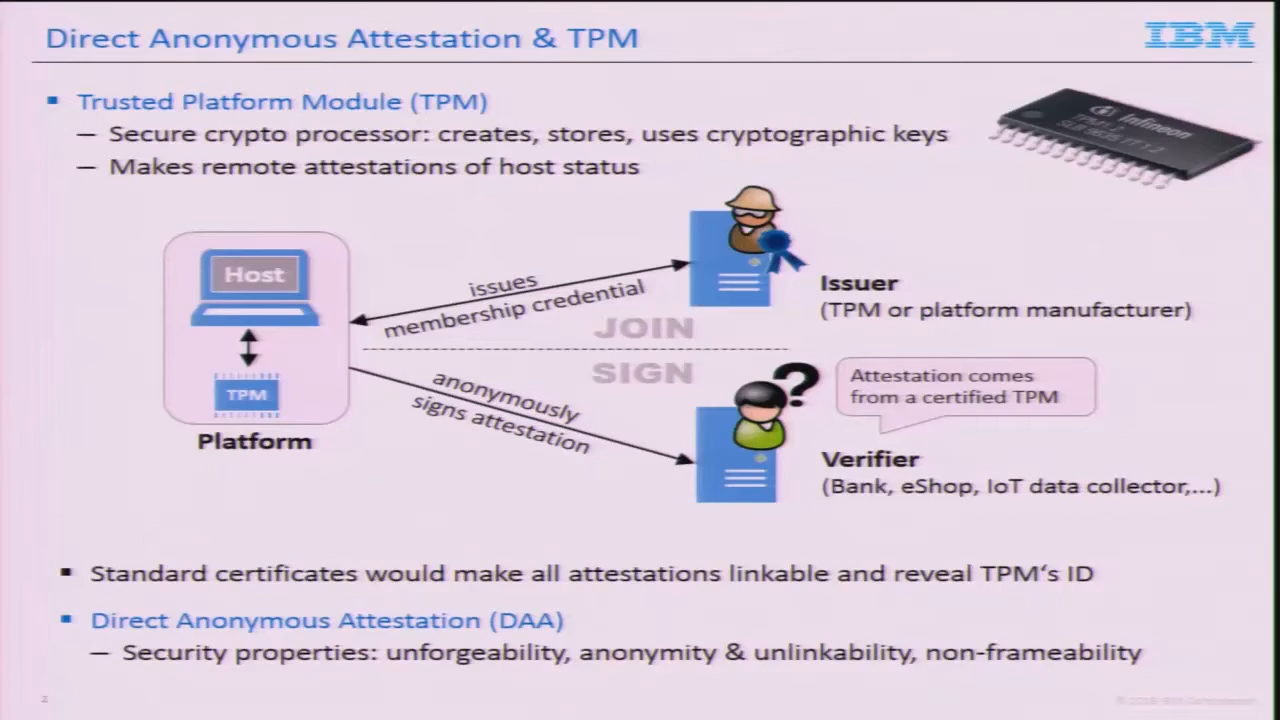 Direct Anonymous Attestation & TPM
IBM
▪ Trusted Platform Module (TPM)
– Secure crypto processor: creates, stores, uses cryptographic keys
– Makes remote attestations of host status
Infineon
Host
TPM
Platform
issues
membership credential
JOIN
Issuer
(TPM or platform manufacturer)
SIGN
anonymously
signs attestation
?
Attestation comes
from a certified TPM
Verifier
(Bank, eShop, IoT data collector,...)
▪ Standard certificates would make all attestations linkable and reveal TPM‘s ID
▪ Direct Anonymous Attestation (DAA)
– Security properties: unforgeability, anonymity & unlinkability, non-frameability
2